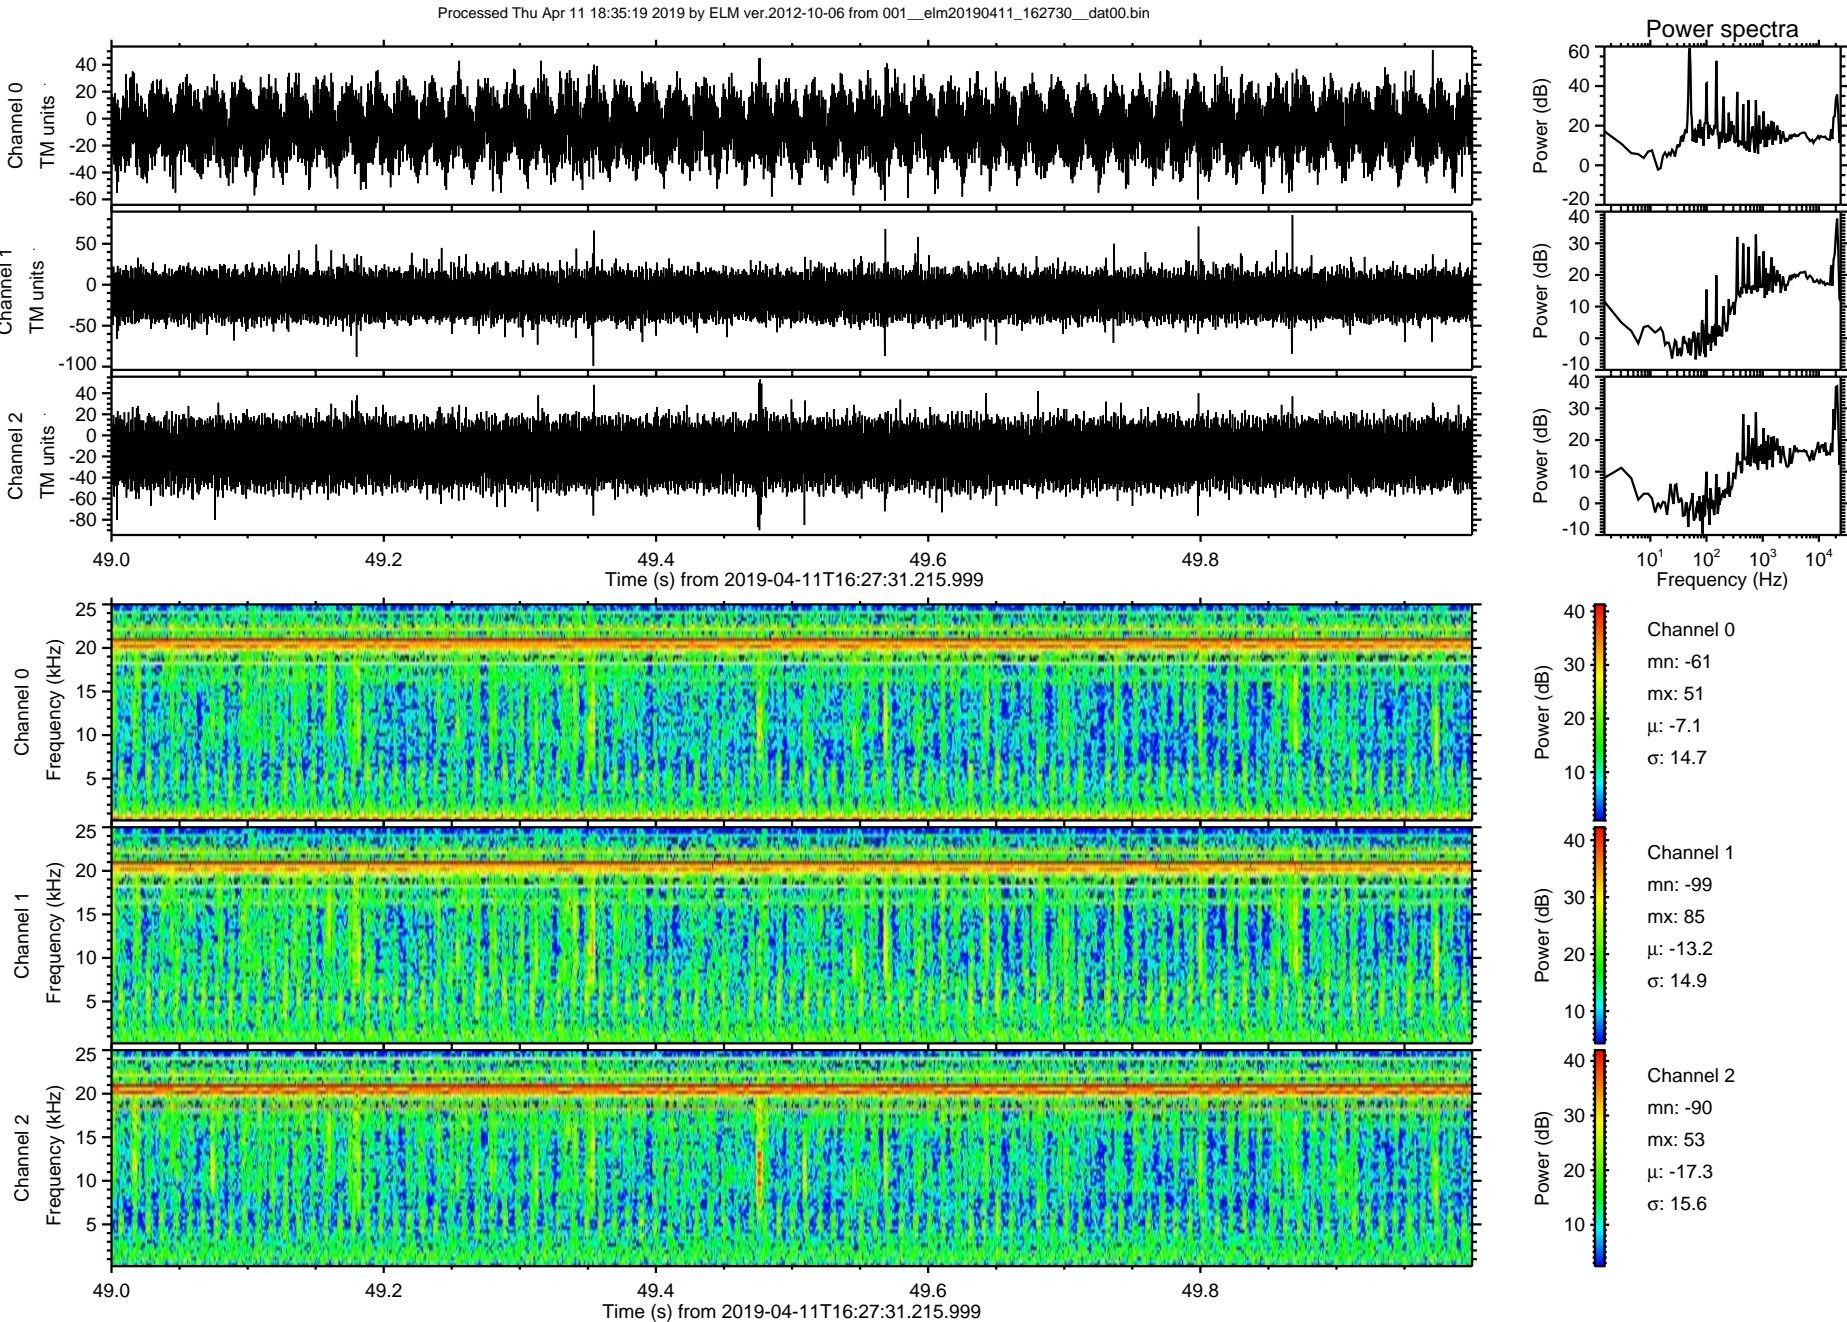 Processed Thu Apr 11 18:35:19 2019 by ELM ver.2012-10-06 from 001__elm20190411_162730__dat00.bin
Power spectra
Channel 0
TM units
40
20
0
-20
-40
-60
Power (dB)
60
40
20
0
-20
Channel 1
TM units
50
0
-50
-100
Power (dB)
40
30
20
10
0
-10
Channel 2
TM units
40
20
0
-20
-40
-60
-80
Power (dB)
40
30
20
10
0
-10
49.0 49.2 49.4 49.6 49.8
Time (s) from 2019-04-11T16:27:31.215.999
10¹ 10² 10³ 10⁴
Frequency (Hz)
Channel 0
Frequency (kHz)
25
20
15
10
5
Power (dB)
40
30
20
10
Channel 0
mn: -61
mx: 51
μ: -7.1
σ: 14.7
Channel 1
Frequency (kHz)
25
20
15
10
5
Power (dB)
40
30
20
10
Channel 1
mn: -99
mx: 85
μ: -13.2
σ: 14.9
Channel 2
Frequency (kHz)
25
20
15
10
5
Power (dB)
40
30
20
10
Channel 2
mn: -90
mx: 53
μ: -17.3
σ: 15.6
49.0 49.2 49.4 49.6 49.8
Time (s) from 2019-04-11T16:27:31.215.999